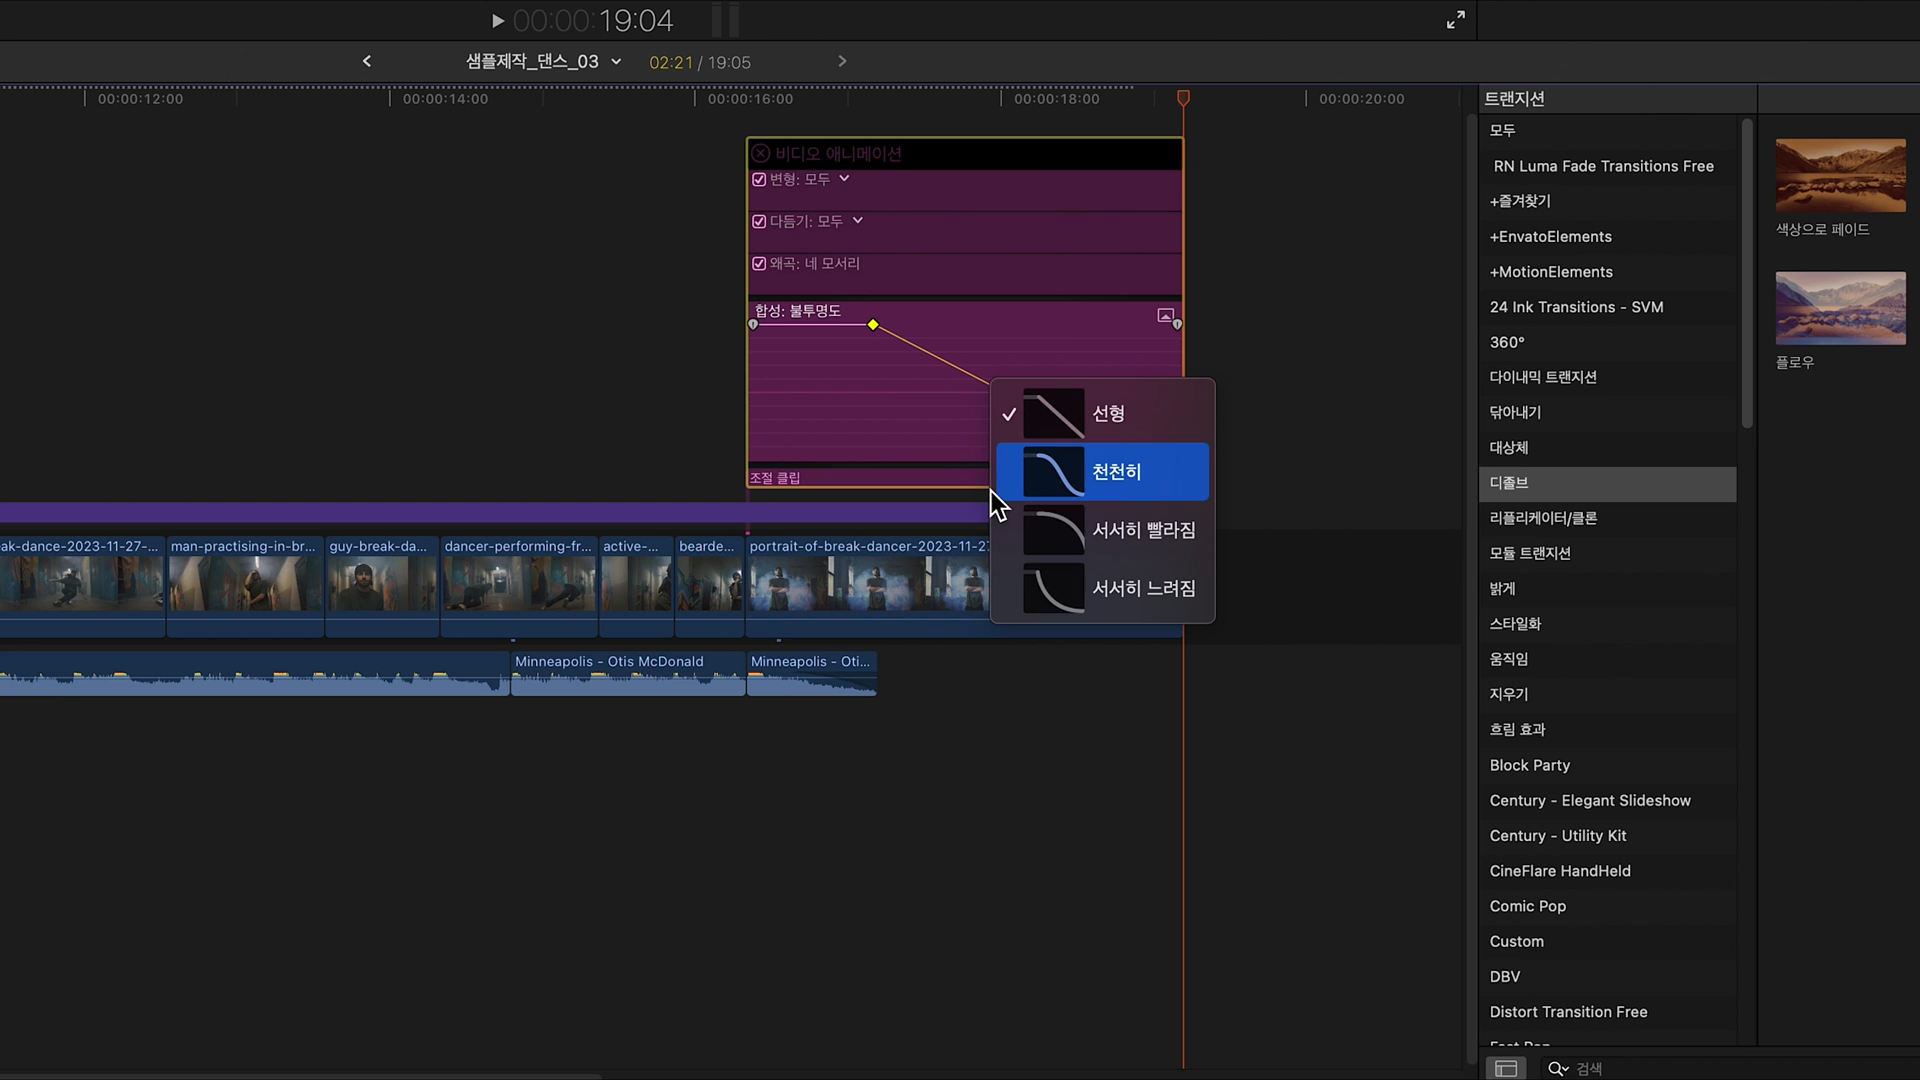 00:00:19:04
샘플제작_댄스_03
02:21 / 19:05
00:00:12:00
00:00:14:00
00:00:16:00
00:00:18:00
00:00:20:00
비디오 애니메이션
변형: 모두
다듬기: 모두
왜곡: 네 모서리
합성: 불투명도
조절 클립
선형
천천히
서서히 빨라짐
서서히 느려짐
ak-dance-2023-11-27-...
man-practising-in-br...
guy-break-da...
dancer-performing-fr...
active-...
bearde...
portrait-of-break-dancer-2023-11-27
Minneapolis - Otis McDonald
Minneapolis - Oti...
트랜지션
모두
RN Luma Fade Transitions Free
+즐겨찾기
+EnvatoElements
+MotionElements
24 Ink Transitions - SVM
360°
다이내믹 트랜지션
닦아내기
대상체
디졸브
리플리케이터/클론
모듈 트랜지션
밝게
스타일화
움직임
지우기
흐림 효과
Block Party
Century - Elegant Slideshow
Century - Utility Kit
CineFlare HandHeld
Comic Pop
Custom
DBV
Distort Transition Free
색상으로 페이드
플로우
검색